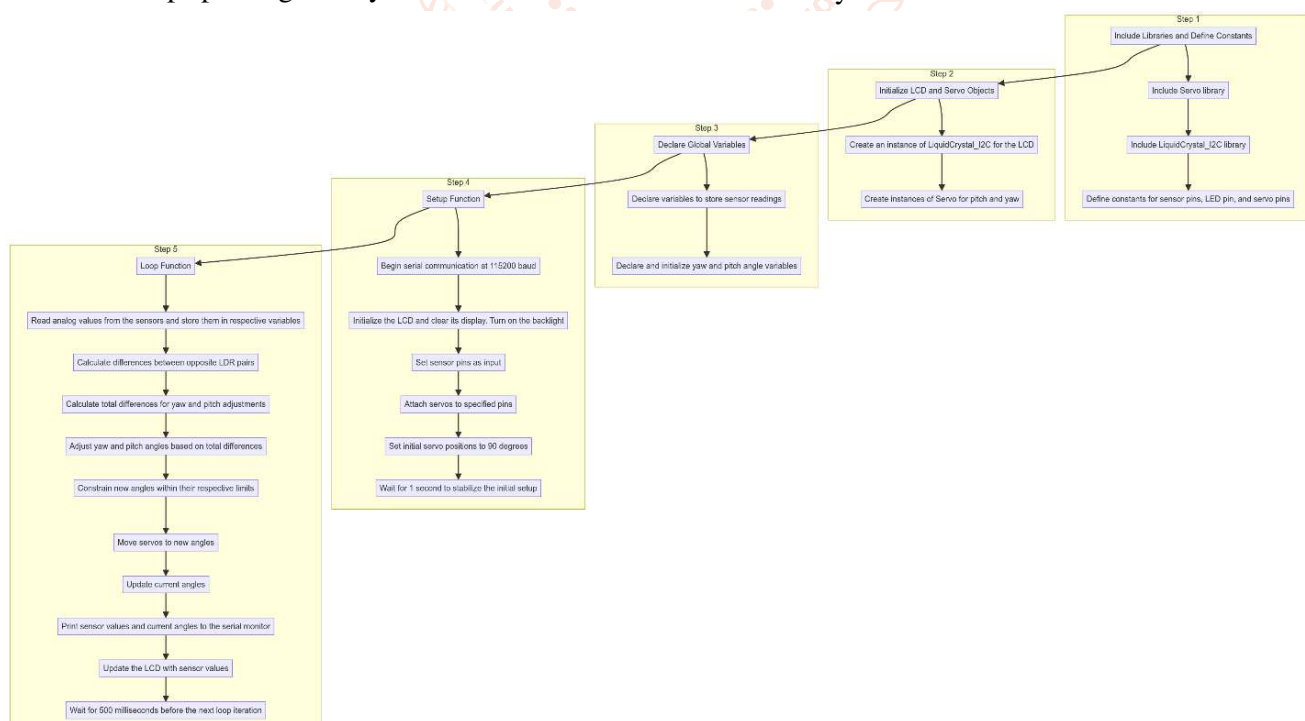 Step 1
Include Libraries and Define Constants
Include Servo library
Include LiquidCrystal_I2C library
Define constants for sensor pins, LED pin, and servo pins
Step 2
Initialize LCD and Servo Objects
Create an instance of LiquidCrystal_I2C for the LCD
Create instances of Servo for pitch and yaw
Step 3
Declare Global Variables
Declare variables to store sensor readings
Declare and initialize yaw and pitch angle variables
Step 4
Setup Function
Begin serial communication at 115200 baud
Initialize the LCD and clear its display. Turn on the backlight
Set sensor pins as input
Attach servos to specified pins
Set initial servo positions to 90 degrees
Wait for 1 second to stabilize the initial setup
Step 5
Loop Function
Read analog values from the sensors and store them in respective variables
Calculate differences between opposite LDR pairs
Calculate total differences for yaw and pitch adjustments
Adjust yaw and pitch angles based on total differences
Constrain new angles within their respective limits
Move servos to new angles
Update current angles
Print sensor values and current angles to the serial monitor
Update the LCD with sensor values
Wait for 500 milliseconds before the next loop iteration